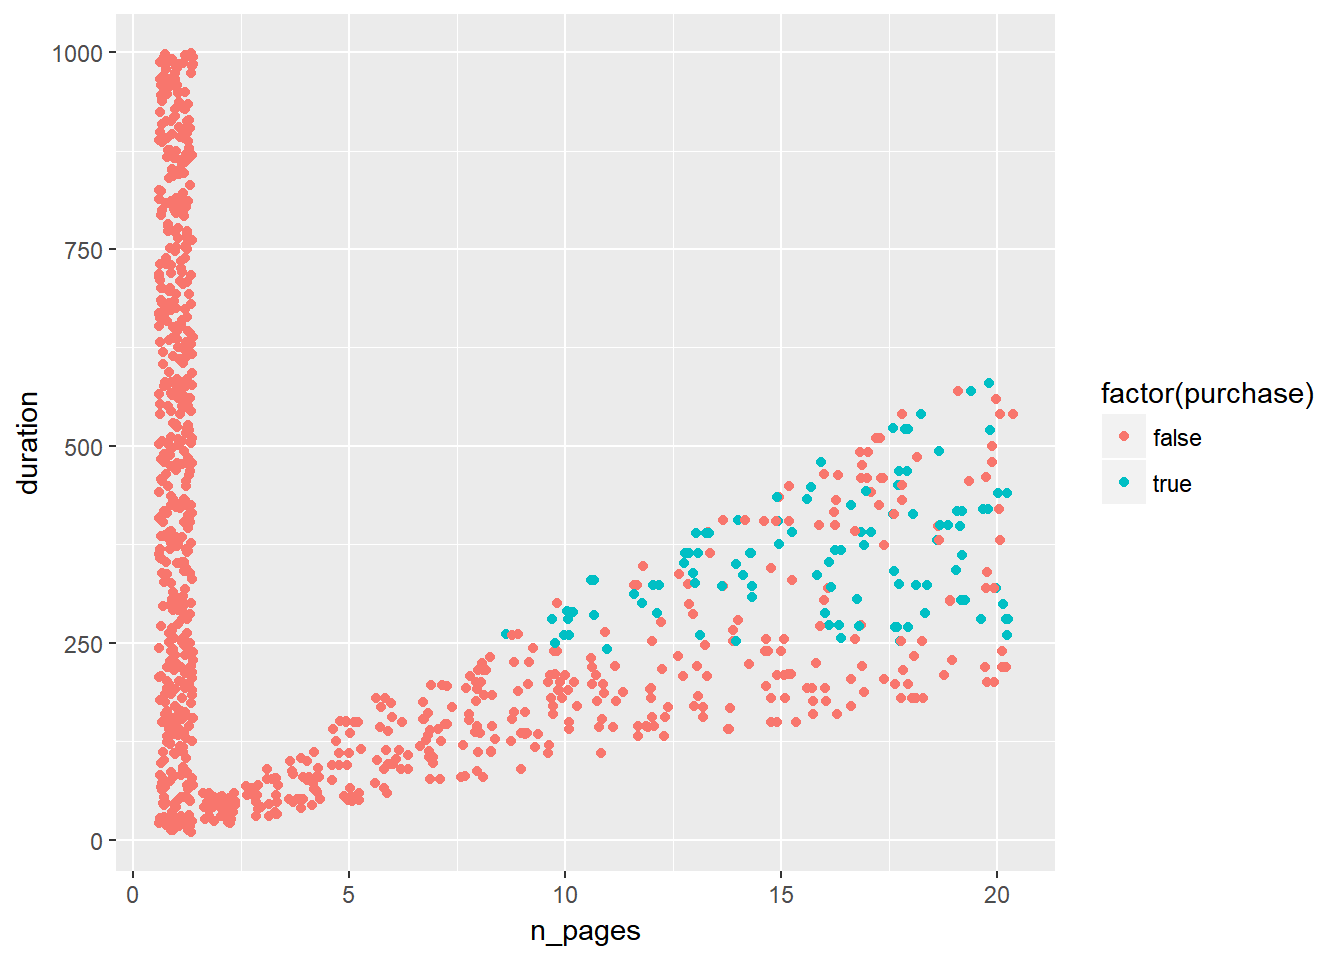 1000
750
500
250
0
duration
0 5 10 15 20
n_pages
factor(purchase)
false
true